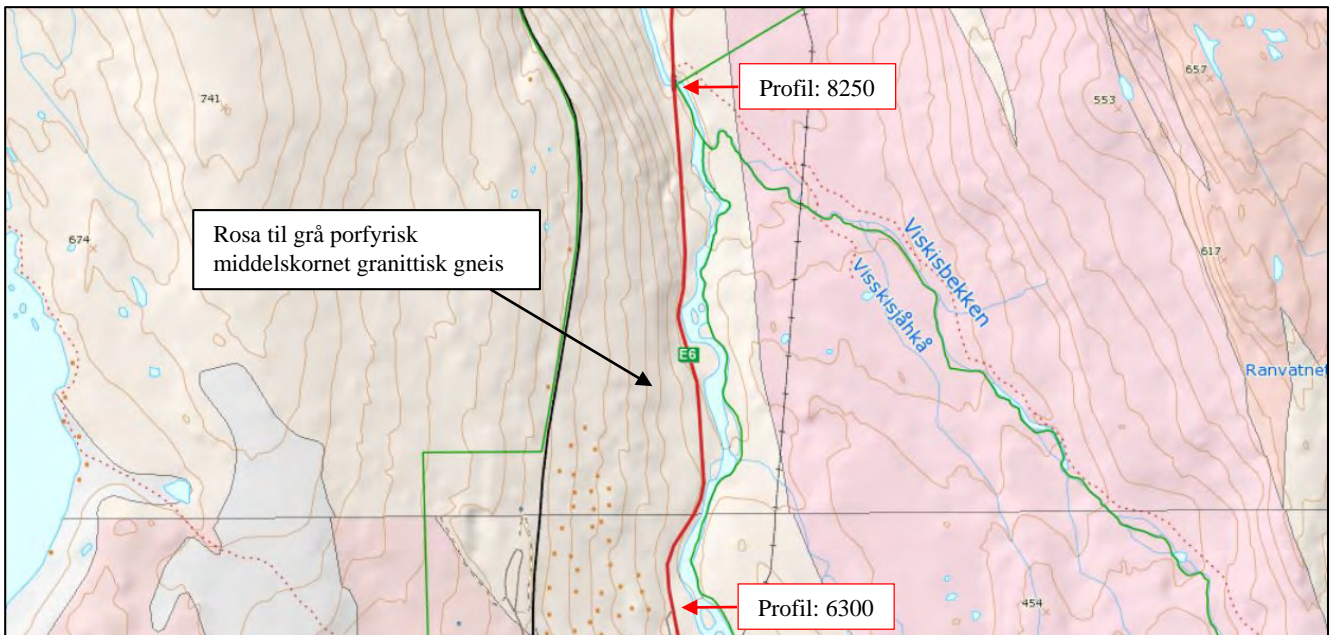 657
741
Profil: 8250
553
Rosa til grå porfyrisk
middelskornet granittisk gneis
674
617
Viskisbekken
Visskisjåhkå
E6
Ranvatnet
Profil: 6300
454